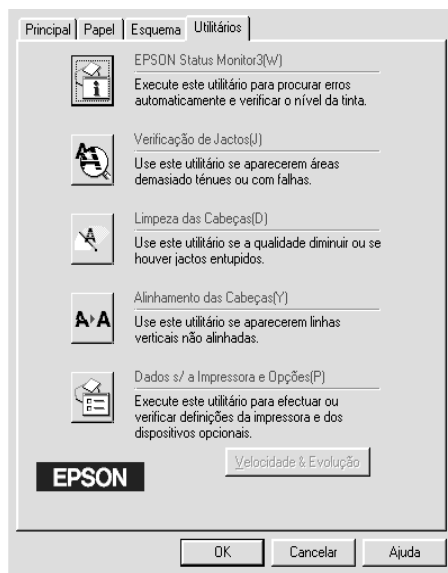 Principal Papel Esquema Utilitários
EPSON Status Monitor3(W)
Execute este utilitário para procurar erros
automaticamente e verificar o nível da tinta.
Verificação de Jactos(J)
Use este utilitário se aparecerem áreas
demasiado ténues ou com falhas.
Limpeza das Cabeças(D)
Use este utilitário se a qualidade diminuir ou se
houver jactos entupidos.
Alinhamento das Cabeças(Y)
Use este utilitário se aparecerem linhas
verticais não alinhadas.
Dados s/ a Impressora e Opções(P)
Execute este utilitário para efectuar ou
verificar definições da impressora e dos
dispositivos opcionais.
Velocidade & Evolução
EPSON
OK Cancelar Ajuda